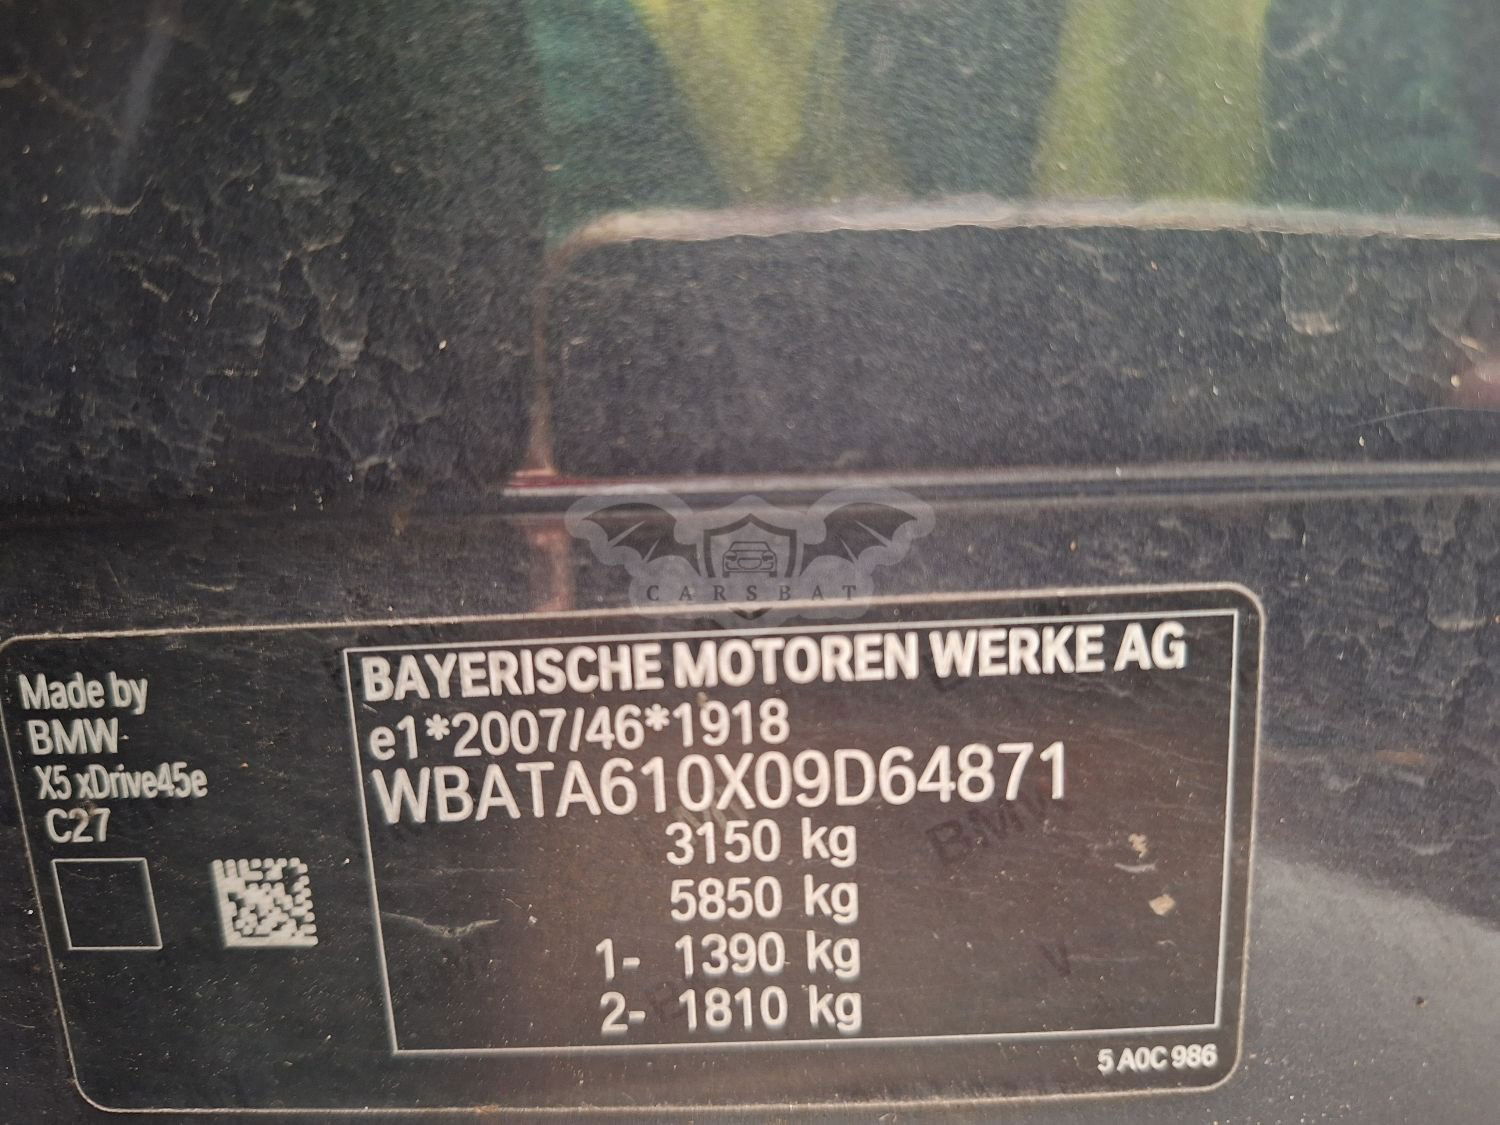 CARSBAT
Made by
BMW
X5 xDrive45e
C27
BAYERISCHE MOTOREN WERKE AG
e1*2007/46*1918
WBATA610X09D64871
3150 kg
5850 kg
1- 1390 kg
2- 1810 kg
5 A0C 986
BMW